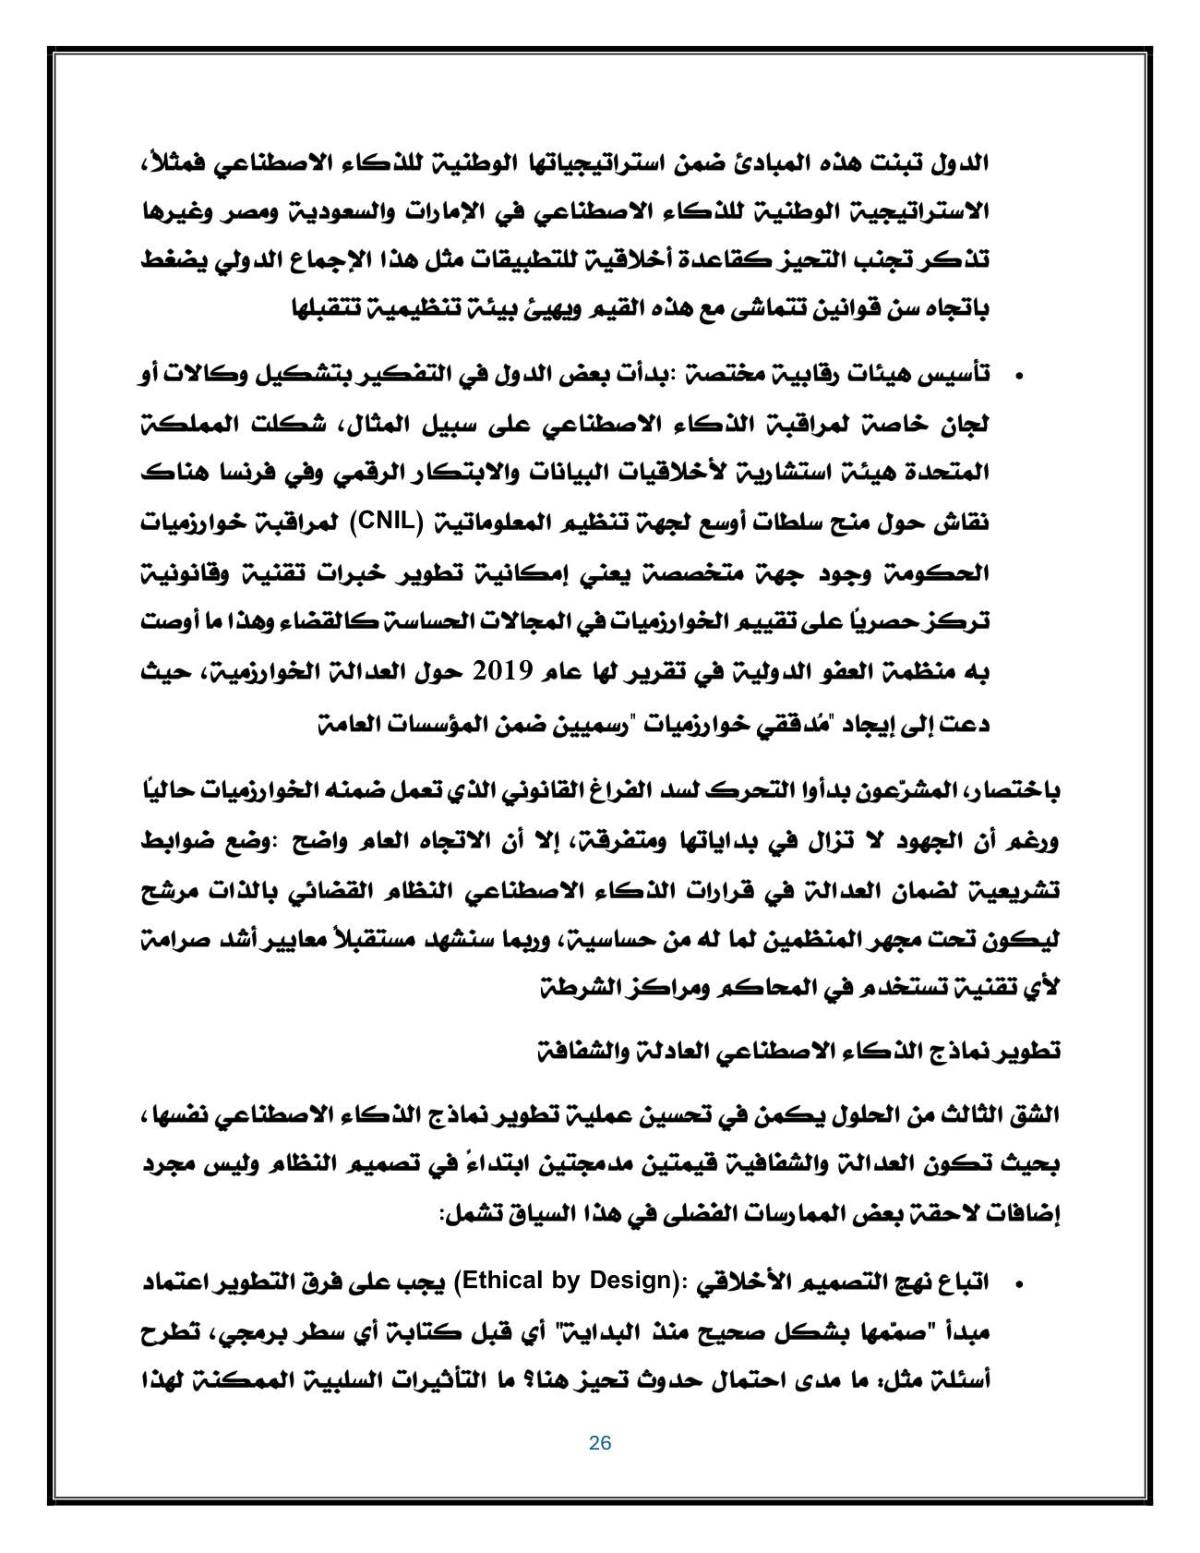 الدول تبنت هذه المبادئ ضمن استراتيجياتها الوطنية للذكاء الاصطناعي فمثلاً،
الاستراتيجية الوطنية للذكاء الاصطناعي في الإمارات والسعودية ومصر وغيرها
تذكر تجنب التحيز كقاعدة أخلاقية للتطبيقات مثل هذا الإجماع الدولي يضغط
باتجاه سن قوانين تتماشى مع هذه القيم ويهيئ بيئة تنظيمية تتقبلها
• تأسيس هيئات رقابية مختصة :بدأت بعض الدول في التفكير بتشكيل وكالات أو
لجان خاصة لمراقبة الذكاء الاصطناعي على سبيل المثال، شكلت المملكة
المتحدة هيئة استشارية لأخلاقيات البيانات والابتكار الرقمي وفي فرنسا هناك
نقاش حول منح سلطات أوسع لجهة تنظيم المعلوماتية (CNIL) لمراقبة خوارزميات
الحكومة وجود جهة متخصصة يعني إمكانية تطوير خبرات تقنية وقانونية
تركز حصريًا على تقييم الخوارزميات في المجالات الحساسة كالقضاء وهذا ما أوصت
به منظمة العفو الدولية في تقرير لها عام 2019 حول العدالة الخوارزمية، حيث
دعت إلى إيجاد "مُدققي خوارزميات "رسميين ضمن المؤسسات العامة
باختصار، المشرّعون بدأوا التحرك لسد الفراغ القانوني الذي تعمل ضمنه الخوارزميات حاليًا
ورغم أن الجهود لا تزال في بداياتها ومتفرقة، إلا أن الاتجاه العام واضح :وضع ضوابط
تشريعية لضمان العدالة في قرارات الذكاء الاصطناعي النظام القضائي بالذات مرشح
ليكون تحت مجهر المنظمين لما له من حساسية، وربما سنشهد مستقبلاً معايير أشد صرامة
لأي تقنية تستخدم في المحاكم ومراكز الشرطة
تطوير نماذج الذكاء الاصطناعي العادلة والشفافة
الشق الثالث من الحلول يكمن في تحسين عملية تطوير نماذج الذكاء الاصطناعي نفسها،
بحيث تكون العدالة والشفافية قيمتين مدمجتين ابتداءً في تصميم النظام وليس مجرد
إضافات لاحقة بعض الممارسات الفضلى في هذا السياق تشمل:
• اتباع نهج التصميم الأخلاقي :(Ethical by Design) يجب على فرق التطوير اعتماد
مبدأ "صمّمها بشكل صحيح منذ البداية" أي قبل كتابة أي سطر برمجي، تطرح
أسئلة مثل: ما مدى احتمال حدوث تحيز هنا؟ ما التأثيرات السلبية الممكنة لهذا
26